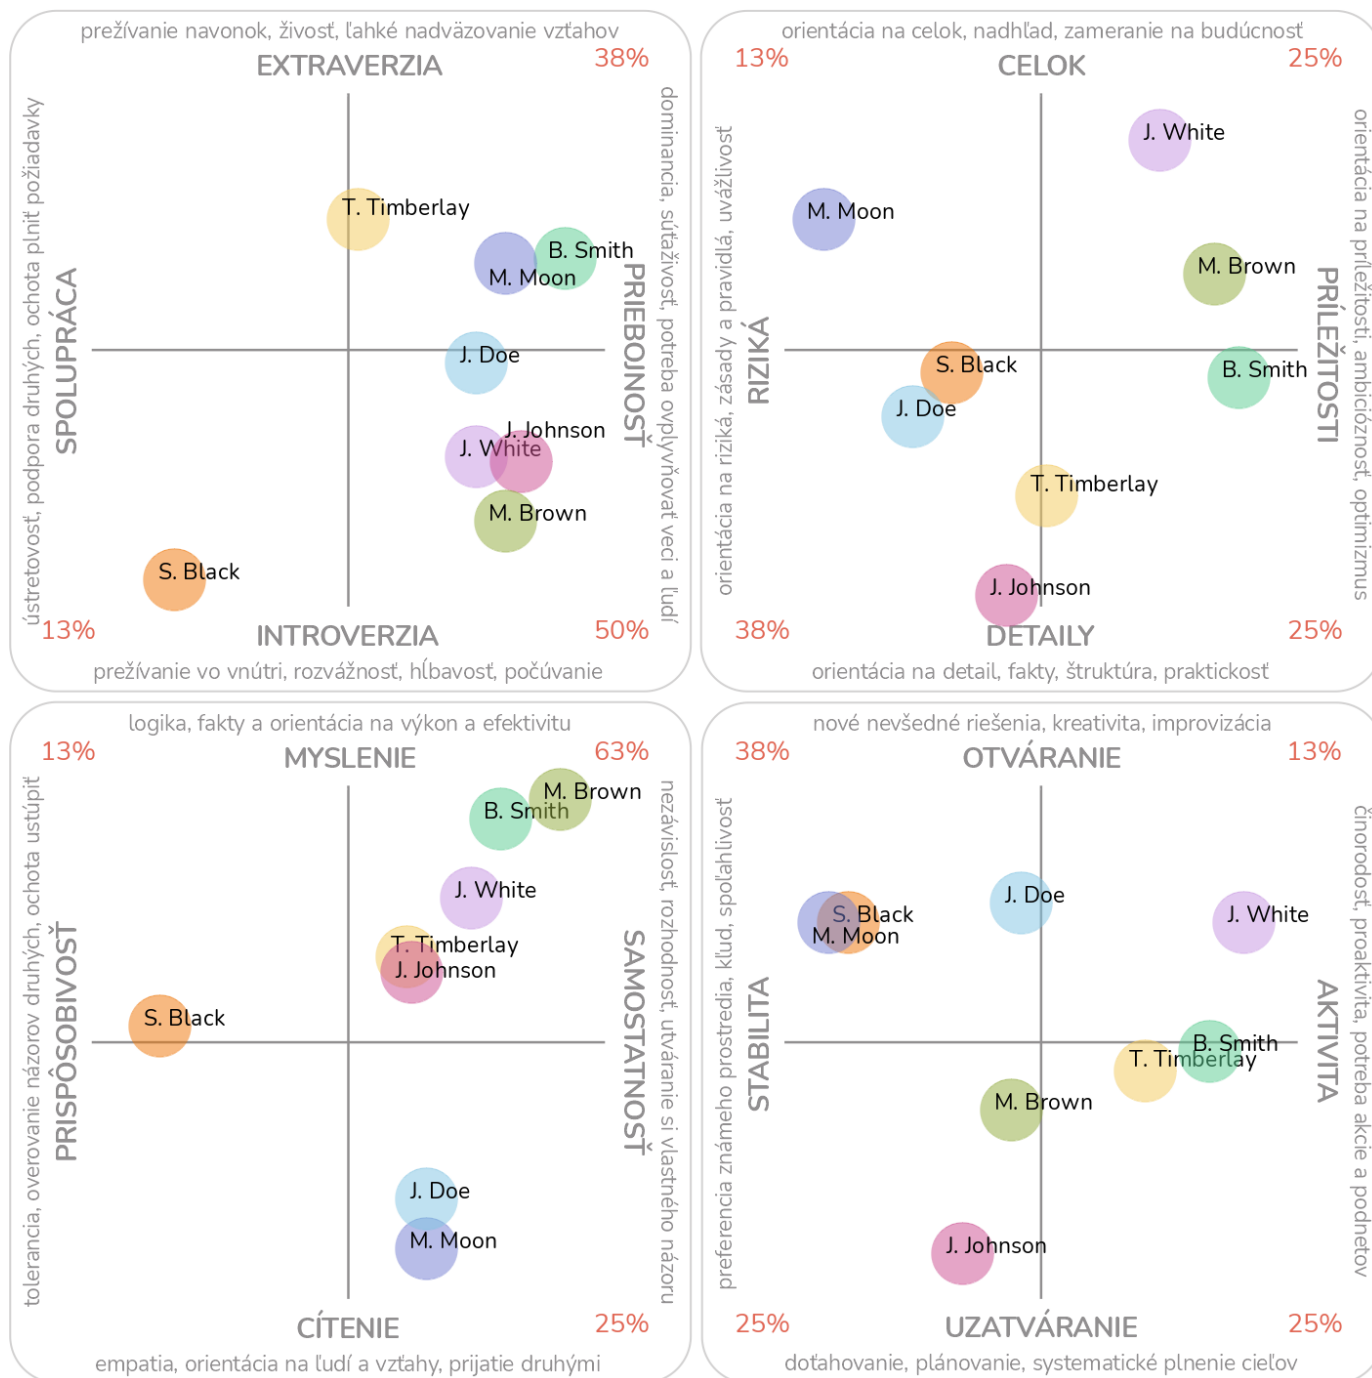 prežívanie navonok, živosť, ľahké nadväzovanie vzťahov
38%
EXTRAVERZIA
ústretovosť, podpora druhých, ochota plniť požiadavky
SPOLUPRÁCA
T. Timberlay
B. Smith
M. Moon
J. Doe
J. Johnson
J. White
M. Brown
S. Black
PRIEBOJNOSŤ
dominancia, súťaživosť, potreba ovplyvňovať veci a ľudí
13%
INTROVERZIA
50%
prežívanie vo vnútri, rozvážnosť, hĺbavosť, počúvanie
orientácia na celok, nadhľad, zameranie na budúcnosť
13%
CELOK
25%
orientácia na riziká, zásady a pravidlá, uvážlivosť
RIZIKÁ
J. White
M. Moon
M. Brown
S. Black
B. Smith
J. Doe
T. Timberlay
J. Johnson
PRÍLEŽITOSTI
orientácia na príležitosti, ambicióznosť, optimizmus
38%
DETAILY
25%
orientácia na detail, fakty, štruktúra, praktickosť
logika, fakty a orientácia na výkon a efektivitu
13%
MYSLENIE
63%
tolerancia, overovanie názorov druhých, ochota ustúpiť
PRISPÔSOBIVOSŤ
M. Brown
B. Smith
J. White
T. Timberlay
J. Johnson
S. Black
J. Doe
M. Moon
SAMOSTATNOSŤ
nezávislosť, rozhodnosť, utváranie si vlastného názoru
CÍTENIE
25%
empatia, orientácia na ľudí a vzťahy, prijatie druhými
nové nevšedné riešenia, kreativita, improvizácia
38%
OTVÁRANIE
13%
preferencia známeho prostredia, klud, spoľahlivosť
STABILITA
J. Doe
S. Black
M. Moon
J. White
B. Smith
T. Timberlay
M. Brown
J. Johnson
AKTIVITA
činorodosť, proaktivita, potreba akcie a podnetov
25%
UZATVÁRANIE
25%
doťahovanie, plánovanie, systematické plnenie cieľov